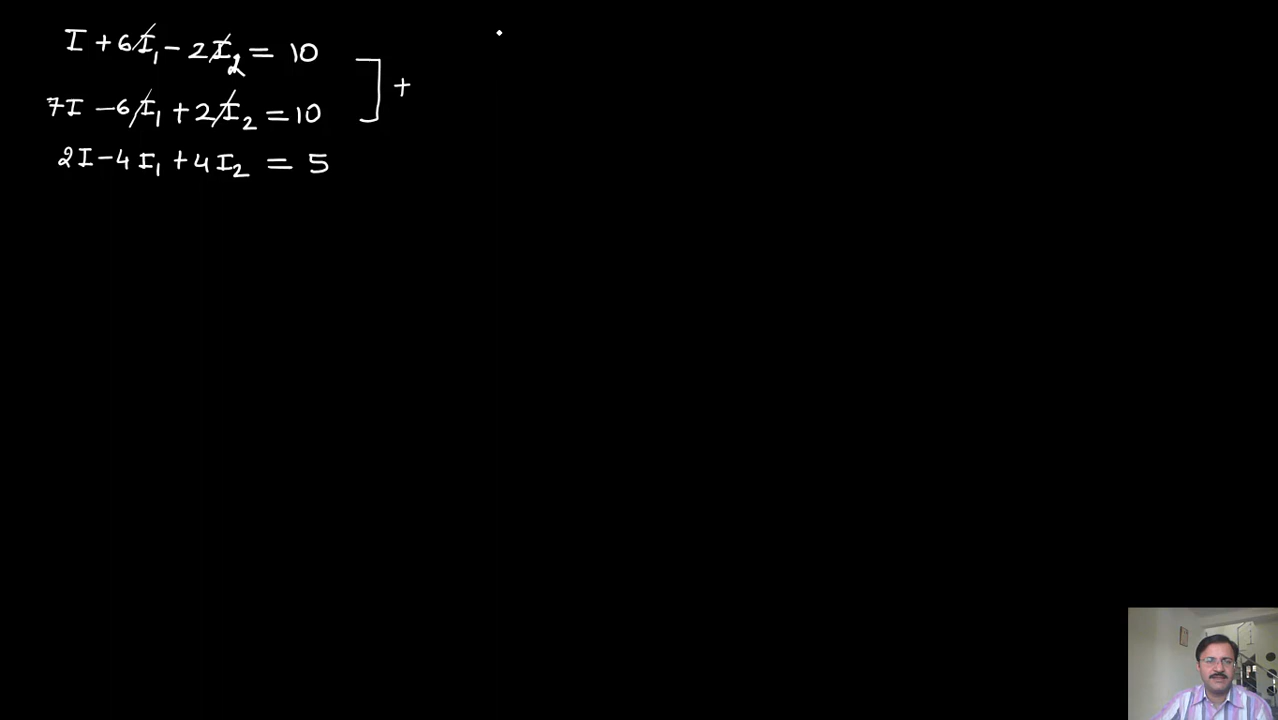 I + 6I₁ - 2I₂ = 10
7I - 6I₁ + 2I₂ = 10
+
2I - 4I₁ + 4I₂ = 5